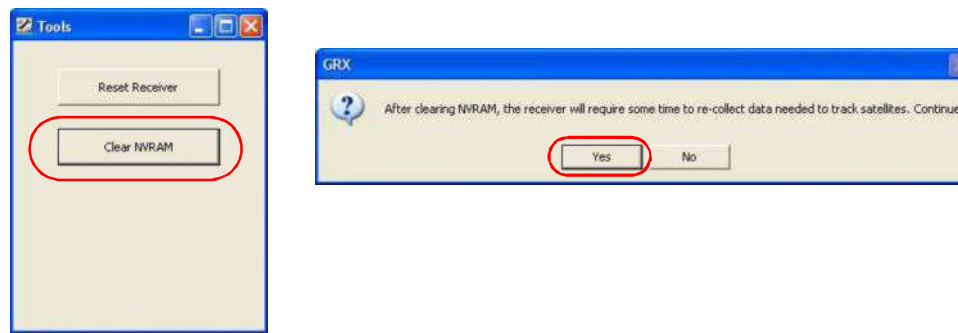 Tools
Reset Receiver
Clear NVRAM
GRX
After clearing NVRAM, the receiver will require some time to re-collect data needed to track satellites. Continue
Yes
No